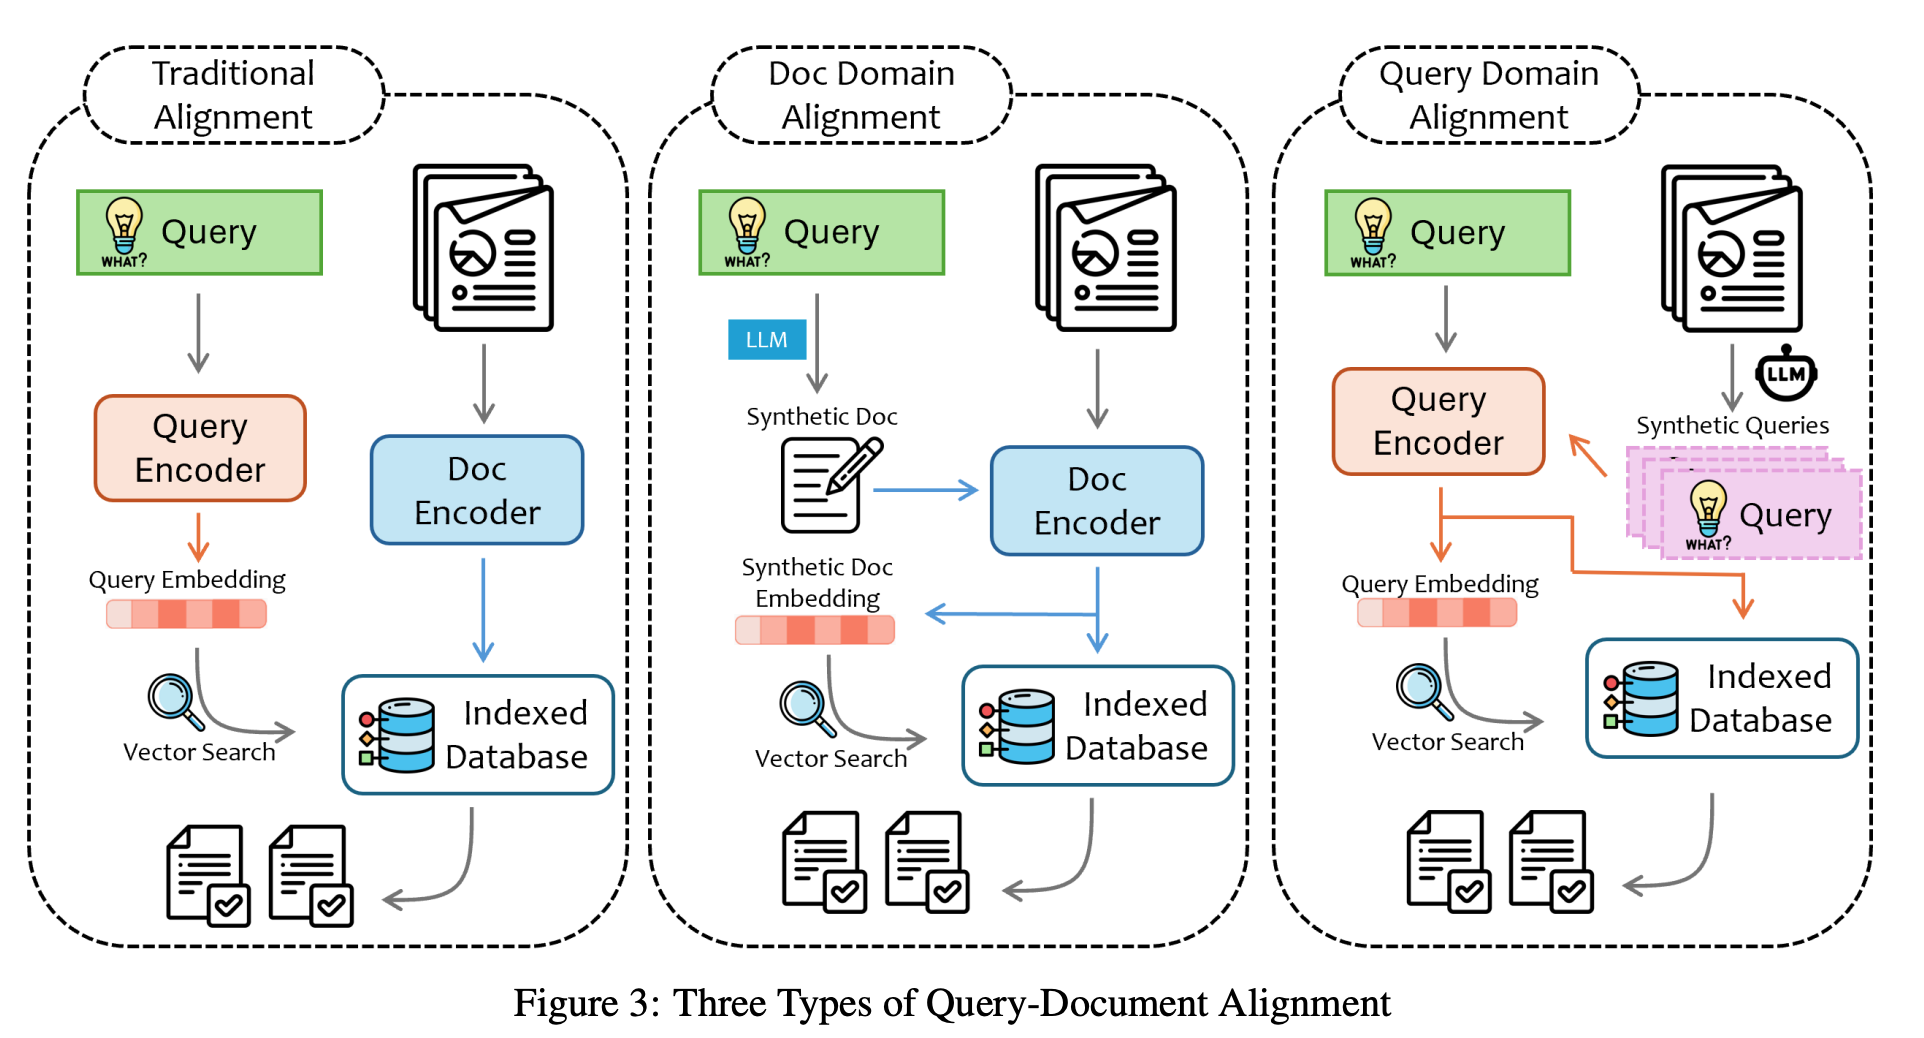 Traditional
Alignment
WHAT?
Query
Query
Encoder
Doc
Encoder
Query Embedding
Vector Search
Indexed
Database
Doc Domain
Alignment
WHAT?
Query
LLM
Synthetic Doc
Doc
Encoder
Synthetic Doc
Embedding
Vector Search
Indexed
Database
Query Domain
Alignment
WHAT?
Query
LLM
Query
Encoder
Synthetic Queries
WHAT?
Query
Query Embedding
Vector Search
Indexed
Database
Figure 3: Three Types of Query-Document Alignment